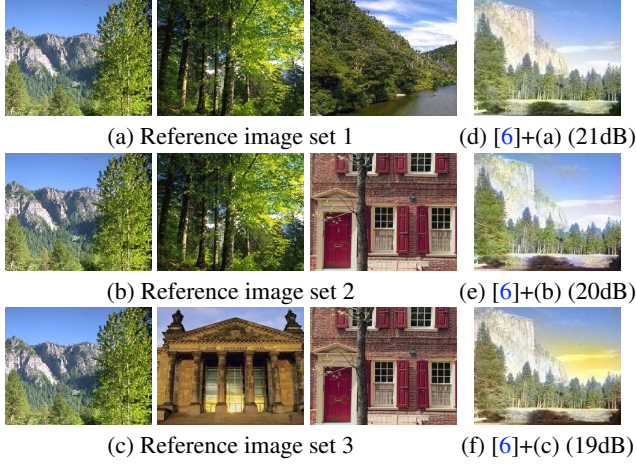 (a) Reference image set 1 (d) [6]+(a) (21dB)
(b) Reference image set 2 (e) [6]+(b) (20dB)
(c) Reference image set 3 (f) [6]+(c) (19dB)